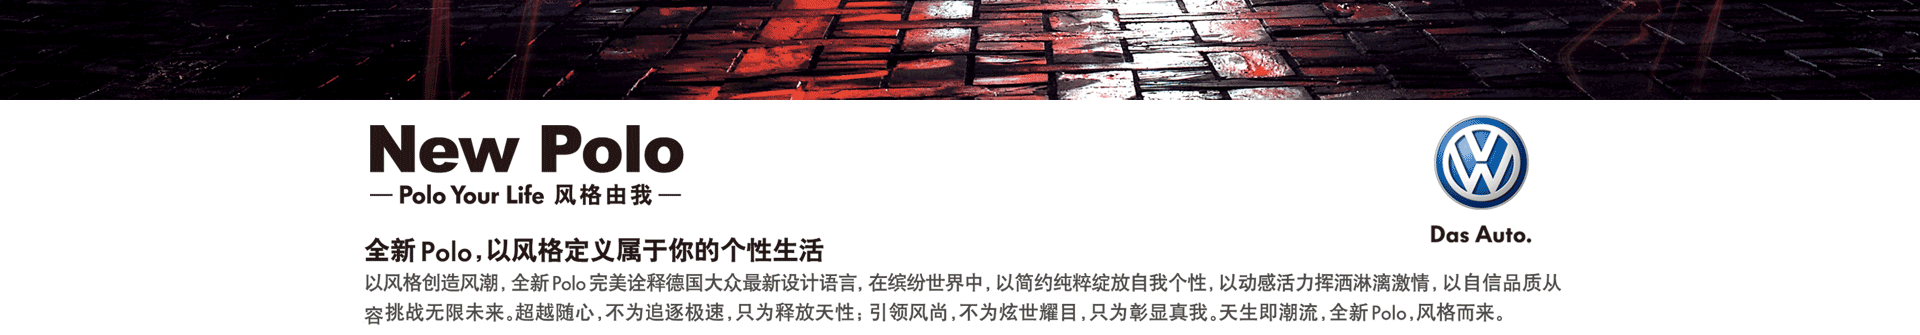 New Polo
— Polo Your Life 风格由我 —
Das Auto.
全新 Polo,以风格定义属于你的个性生活
以风格创造风潮,全新 Polo 完美诠释德国大众最新设计语言,在缤纷世界中,以简约纯粹绽放自我个性,以动感活力挥洒淋漓激情,以自信品质从
容挑战无限未来。超越随心,不为追逐极速,只为释放天性;引领风尚,不为炫世耀目,只为彰显真我。天生即潮流,全新 Polo,风格而来。